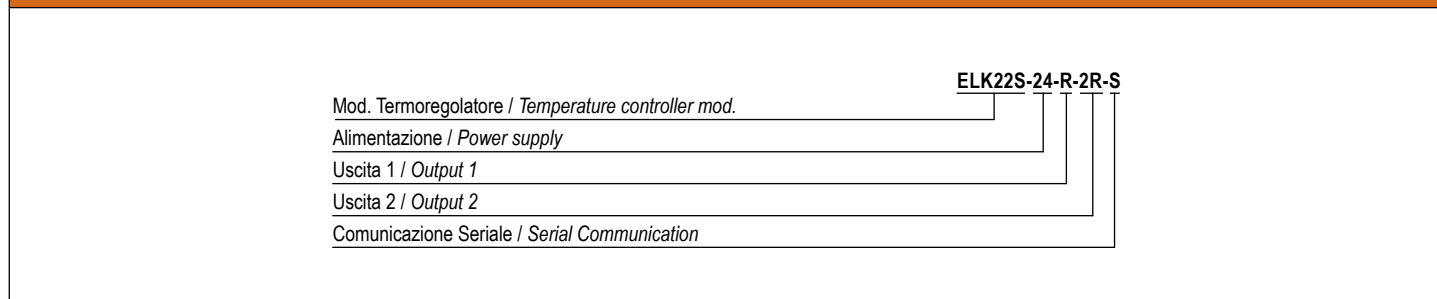 ELK22S-24-R-2R-S
Mod. Termoregolatore / Temperature controller mod.
Alimentazione / Power supply
Uscita 1 / Output 1
Uscita 2 / Output 2
Comunicazione Seriale / Serial Communication